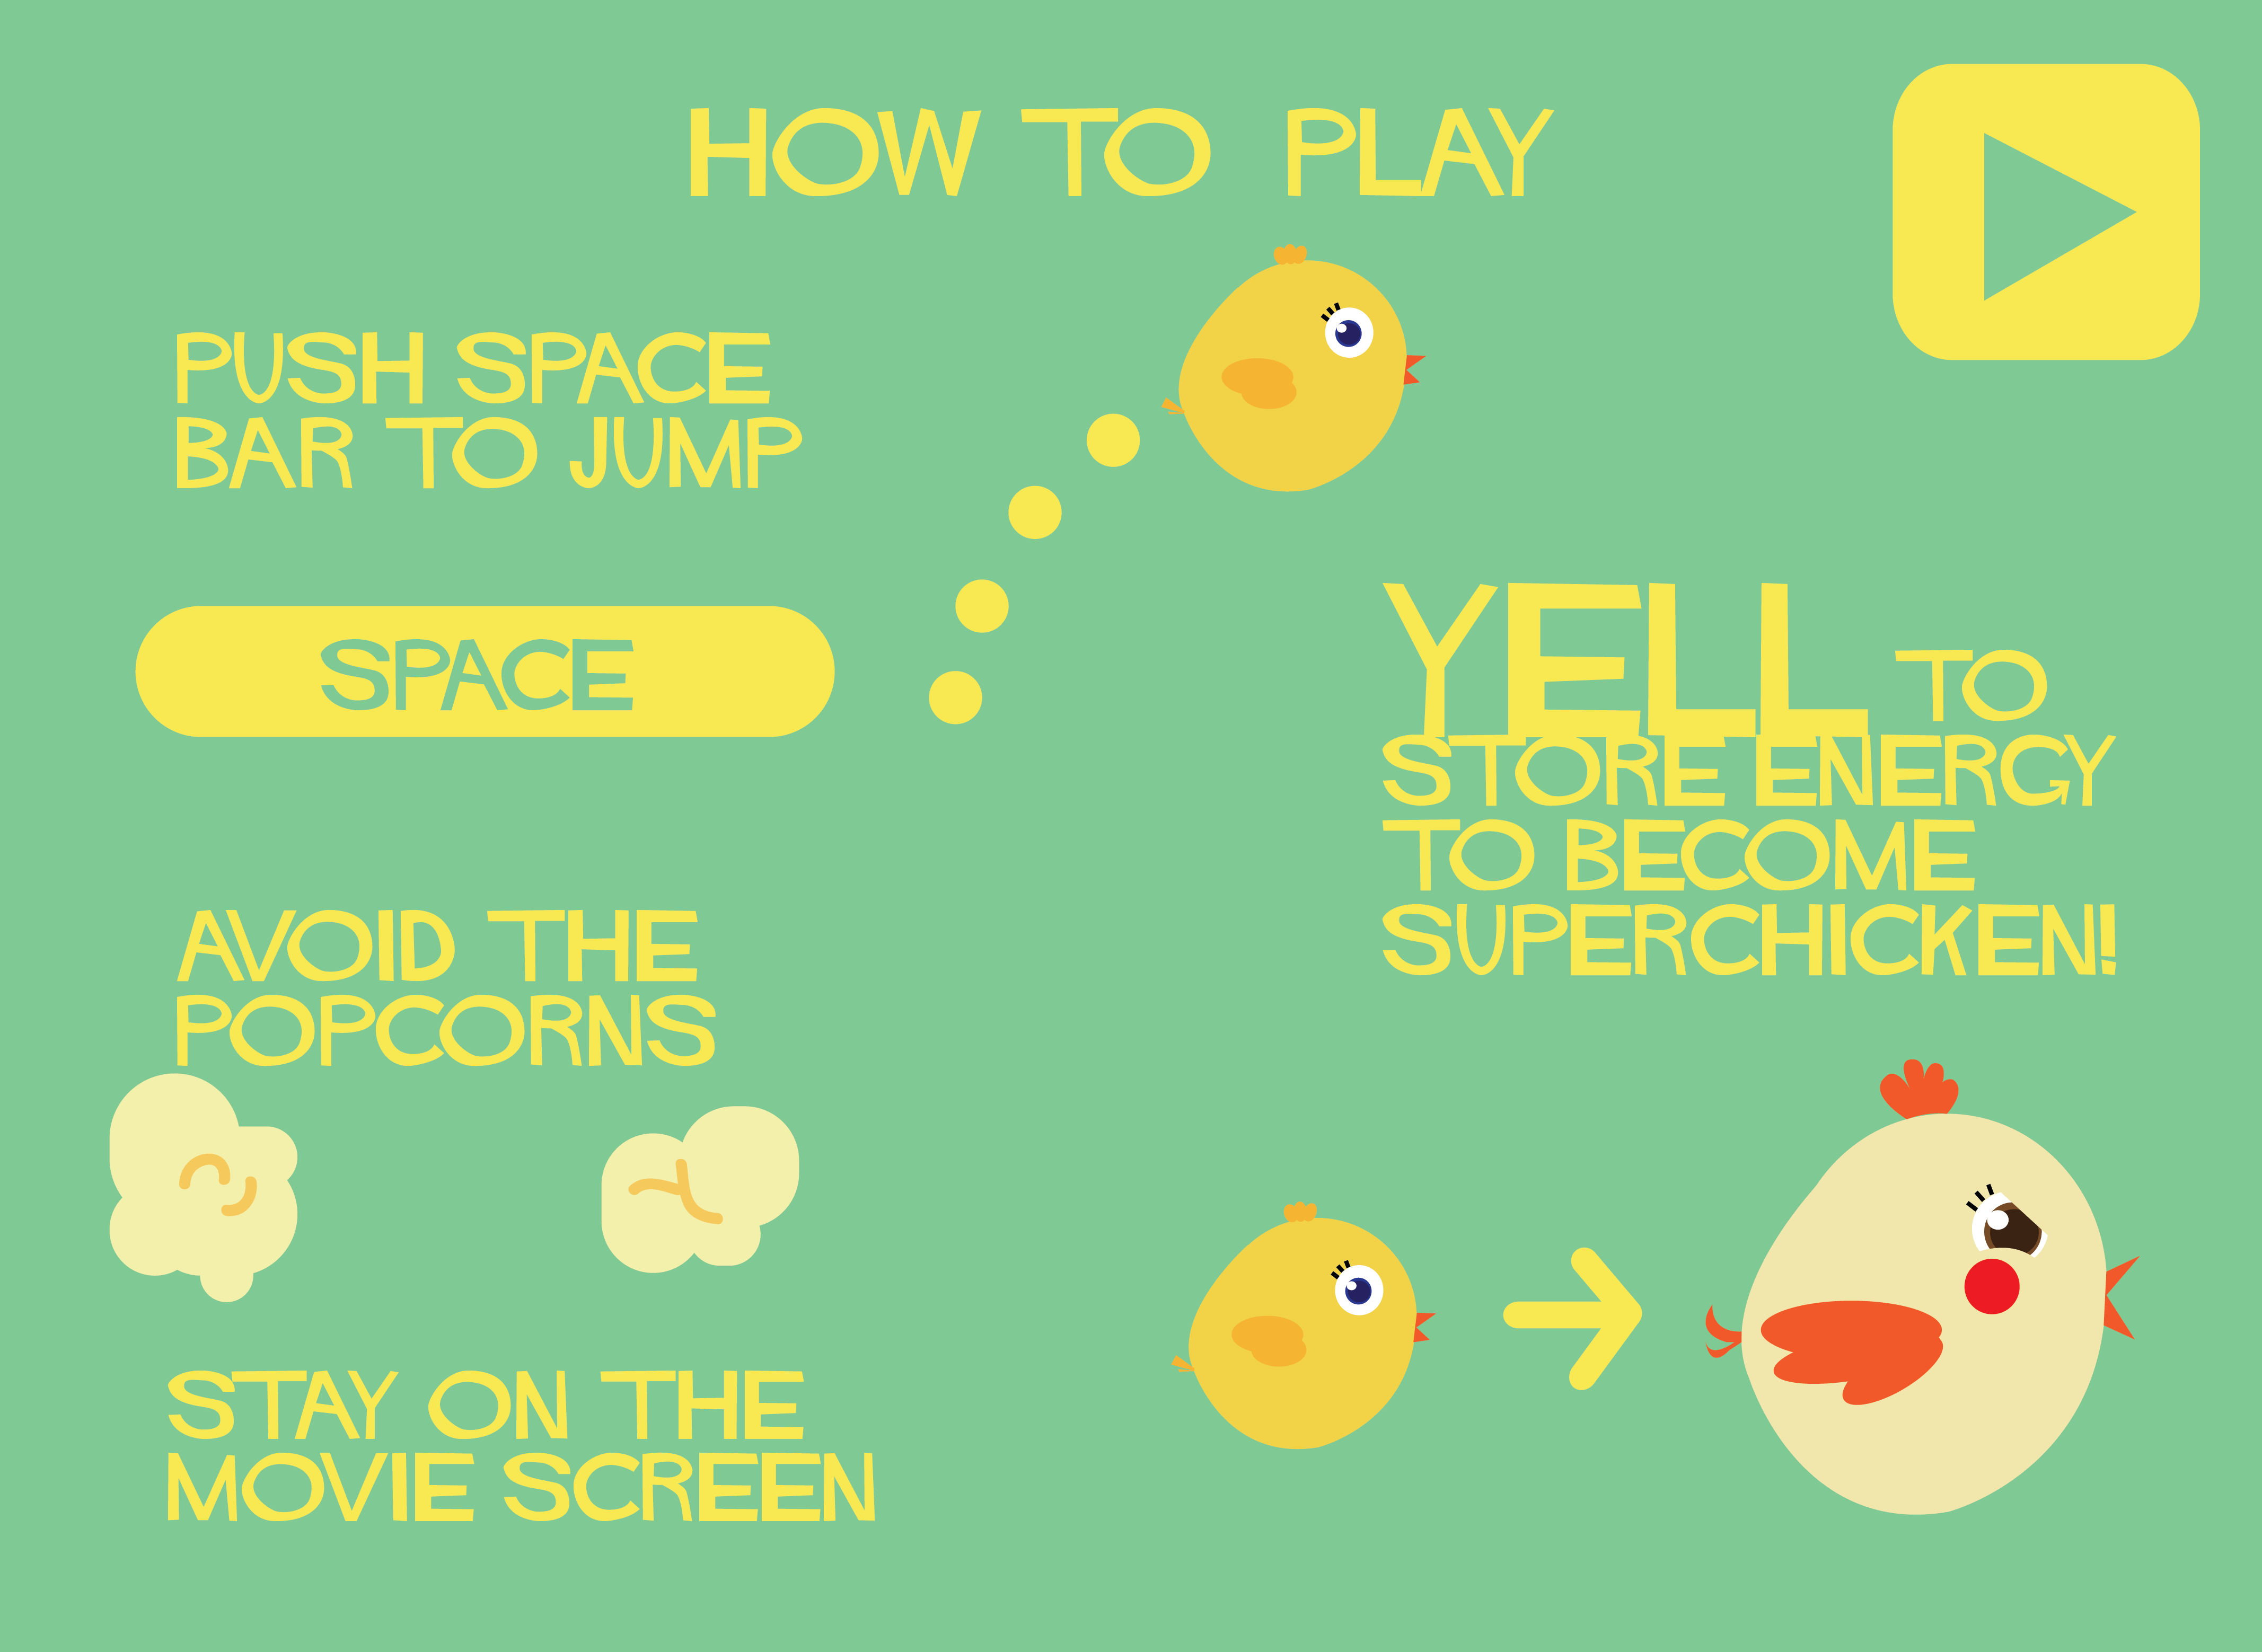 HOW TO PLAY
PUSH SPACE
BAR TO JUMP
SPACE
YELL TO
STORE ENERGY
TO BECOME
SUPERCHICKEN!
AVOID THE
POPCORNS
STAY ON THE
MOVIE SCREEN